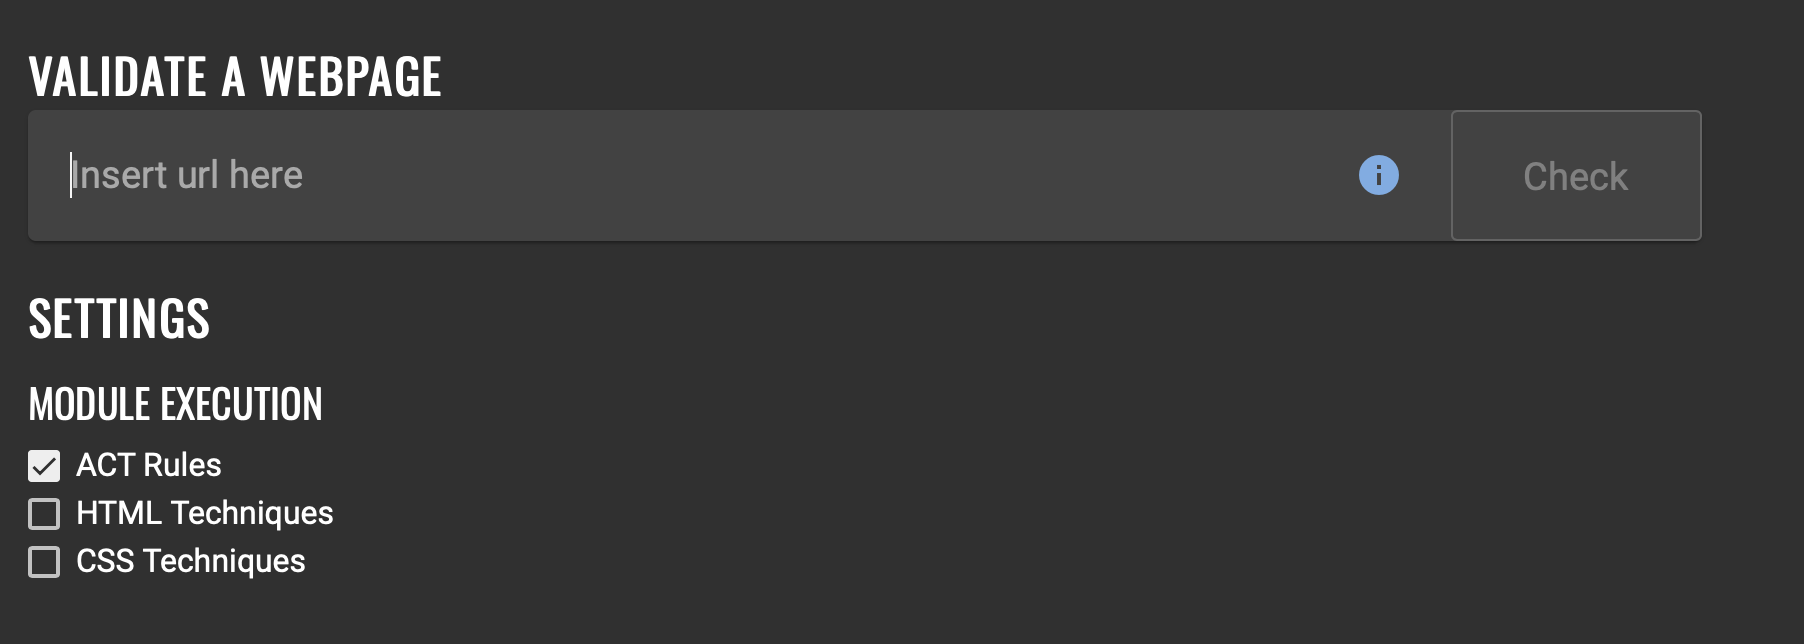 VALIDATE A WEBPAGE
Insert url here
Check
SETTINGS
MODULE EXECUTION
ACT Rules
HTML Techniques
CSS Techniques